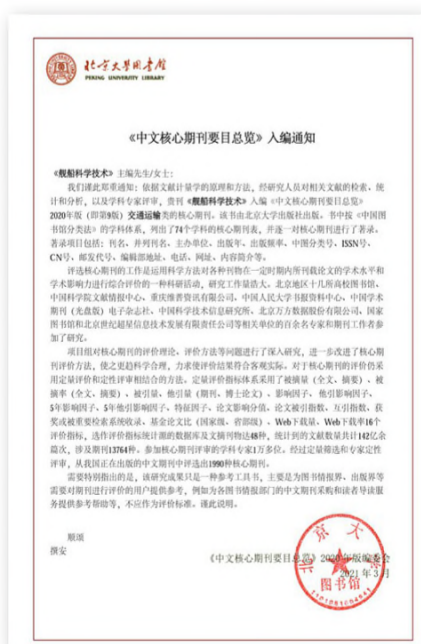 北京大学图书馆
PEKING UNIVERSITY LIBRARY
《中文核心期刊要目总览》入编通知
《舰船科学技术》主编先生/女士：
我们谨此郑重通知：依据文献计量学的原理和方法，经研究人员对相关文献的检索、统
计和分析，以及学科专家评审，贵刊《舰船科学技术》入编《中文核心期刊要目总览》
2020年版（即第9版）交通运输类的核心期刊。该书由北京大学出版社出版。书中按《中国图
书馆分类法》的学科体系，列出了74个学科的核心期刊表，并逐一对核心期刊进行了著录。
著录项目包括：刊名、并列刊名、主办单位、出版年、出版频率、中图分类号、ISSN号、
CN号、邮发代号、编辑部地址、电话、网址、内容简介等。
评选核心期刊的工作是运用科学方法对各种刊物在一定时期内所刊载论文的学术水平和
学术影响力进行综合评价的一种科研活动，研究工作量浩大。北京地区十几所高校图书馆、
中国科学院文献情报中心、重庆维普资讯有限公司、中国人民大学书报资料中心、中国学术
期刊（光盘版）电子杂志社、中国科学技术信息研究所、北京万方数据股份有限公司、国家
图书馆和北京世纪超星信息技术发展有限责任公司等相关单位的百余名专家和期刊工作者参
加了研究。
项目组对核心期刊的评价理论、评价方法等问题进行了深入研究，进一步改进了核心期
刊评价方法，使之更趋科学合理，力求使评价结果符合客观实际。对于核心期刊的评价仍采
用定量评价和定性评审相结合的方法。定量评价指标体系采用了被摘量（全文、摘要）、被
摘率（全文、摘要）、被引量、他引量（期刊、博士论文）、影响因子、他引影响因子、
5年影响因子、5年他引影响因子、特征因子、论文影响分值、论文被引指数、互引指数、获
奖或被重要检索系统收录、基金论文比（国家级、省部级）、Web下载量、Web下载率16个
评价指标，选作评价指标统计源的数据库及文摘刊物达48种，统计到的文献数量共计142亿余
篇次，涉及期刊13764种。参加核心期刊评审的学科专家1万多位。经过定量筛选和专家定性
评审，从我国正在出版的中文期刊中评选出1990种核心期刊。
需要特别指出的是，该研究成果只是一种参考工具书，主要是为图书情报界、出版界等
需要对期刊进行评价的用户提供参考，例如为各图书情报部门的中文期刊采购和读者导读服
务提供参考帮助等，不应作为评价标准。谨此说明。
顺颂
撰安
《中文核心期刊要目总览》2020年版编委会
2021年3月
北京大学
图书馆